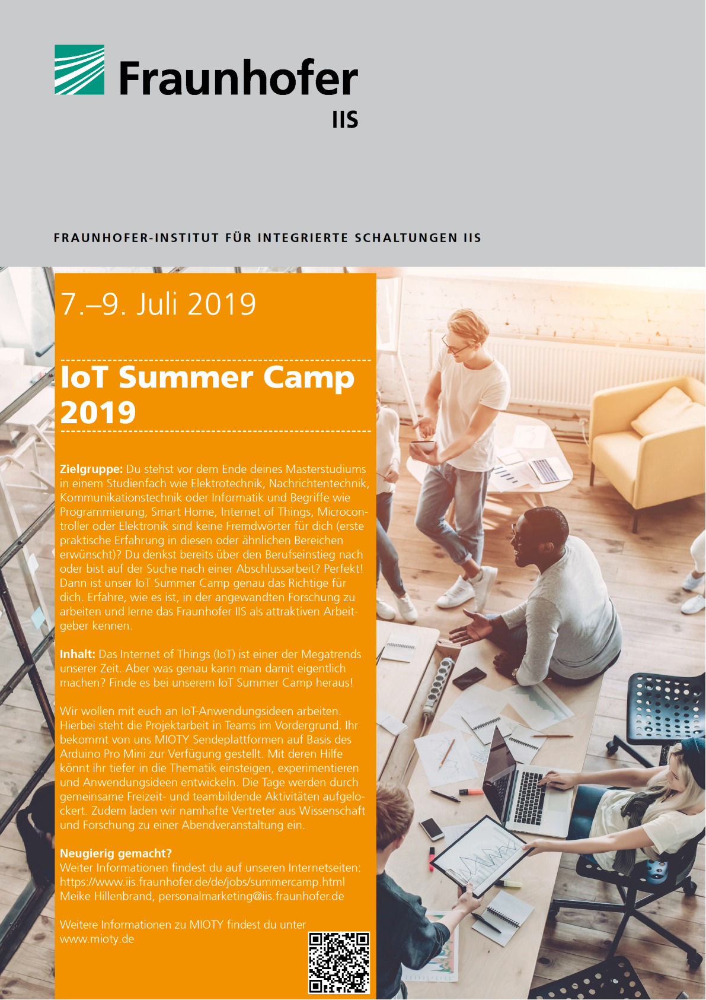 Fraunhofer
IIS
FRAUNHOFER-INSTITUT FÜR INTEGRIERTE SCHALTUNGEN IIS
7.–9. Juli 2019
IoT Summer Camp
2019
Zielgruppe: Du stehst vor dem Ende deines Masterstudiums
in einem Studienfach wie Elektrotechnik, Nachrichtentechnik,
Kommunikationstechnik oder Informatik und Begriffe wie
Programmierung, Smart Home, Internet of Things, Microcon-
troller oder Elektronik sind keine Fremdwörter für dich (erste
praktische Erfahrung in diesen oder ähnlichen Bereichen
erwünscht)? Du denkst bereits über den Berufseinstieg nach
oder bist auf der Suche nach einer Abschlussarbeit? Perfekt!
Dann ist unser IoT Summer Camp genau das Richtige für
dich. Erfahre, wie es ist, in der angewandten Forschung zu
arbeiten und lerne das Fraunhofer IIS als attraktiven Arbeit-
geber kennen.
Inhalt: Das Internet of Things (IoT) ist einer der Megatrends
unserer Zeit. Aber was genau kann man damit eigentlich
machen? Finde es bei unserem IoT Summer Camp heraus!
Wir wollen mit euch an IoT-Anwendungsideen arbeiten.
Hierbei steht die Projektarbeit in Teams im Vordergrund. Ihr
bekommt von uns MIOTY Sendeplattformen auf Basis des
Arduino Pro Mini zur Verfügung gestellt. Mit deren Hilfe
könnt ihr tiefer in die Thematik einsteigen, experimentieren
und Anwendungsideen entwickeln. Die Tage werden durch
gemeinsame Freizeit- und teambildende Aktivitäten aufgelo-
ckert. Zudem laden wir namhafte Vertreter aus Wissenschaft
und Forschung zu einer Abendveranstaltung ein.
Neugierig gemacht?
Weiter Informationen findest du auf unseren Internetseiten:
https://www.iis.fraunhofer.de/de/jobs/summercamp.html
Meike Hillenbrand, personalmarketing@iis.fraunhofer.de
Weitere Informationen zu MIOTY findest du unter
www.mioty.de